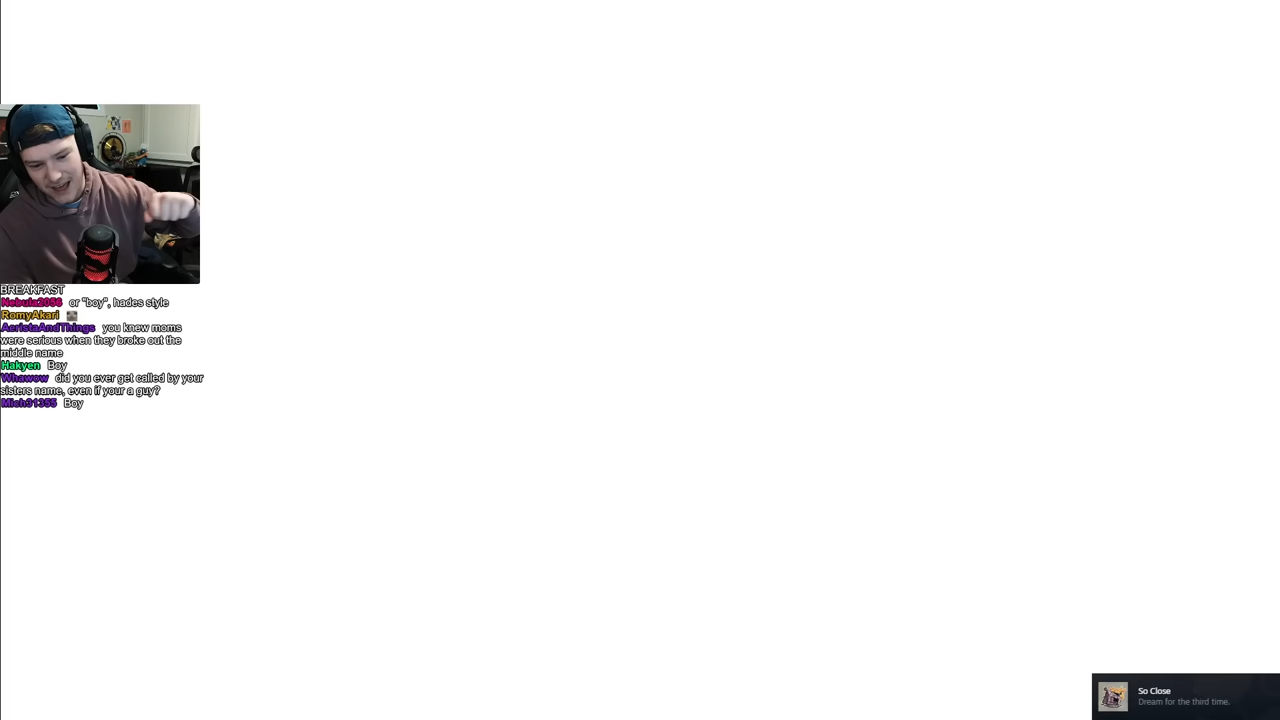 BREAKFAST
Nebula2056 or "boy", hades style
RomyAkari
AeristaAndThings you knew moms
were serious when they broke out the
middle name
Hakyen Boy
Whawow did you ever get called by your
sisters name, even if your a guy?
Mich91355 Boy
So Close
Dream for the third time.